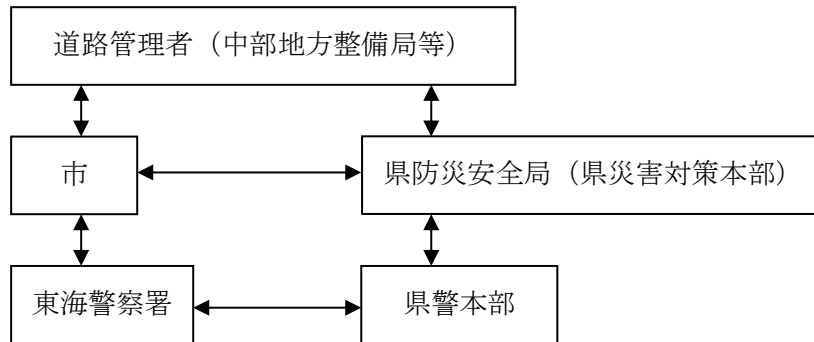 道路管理者（中部地方整備局等）
市
県防災安全局（県災害対策本部）
東海警察署
県警本部